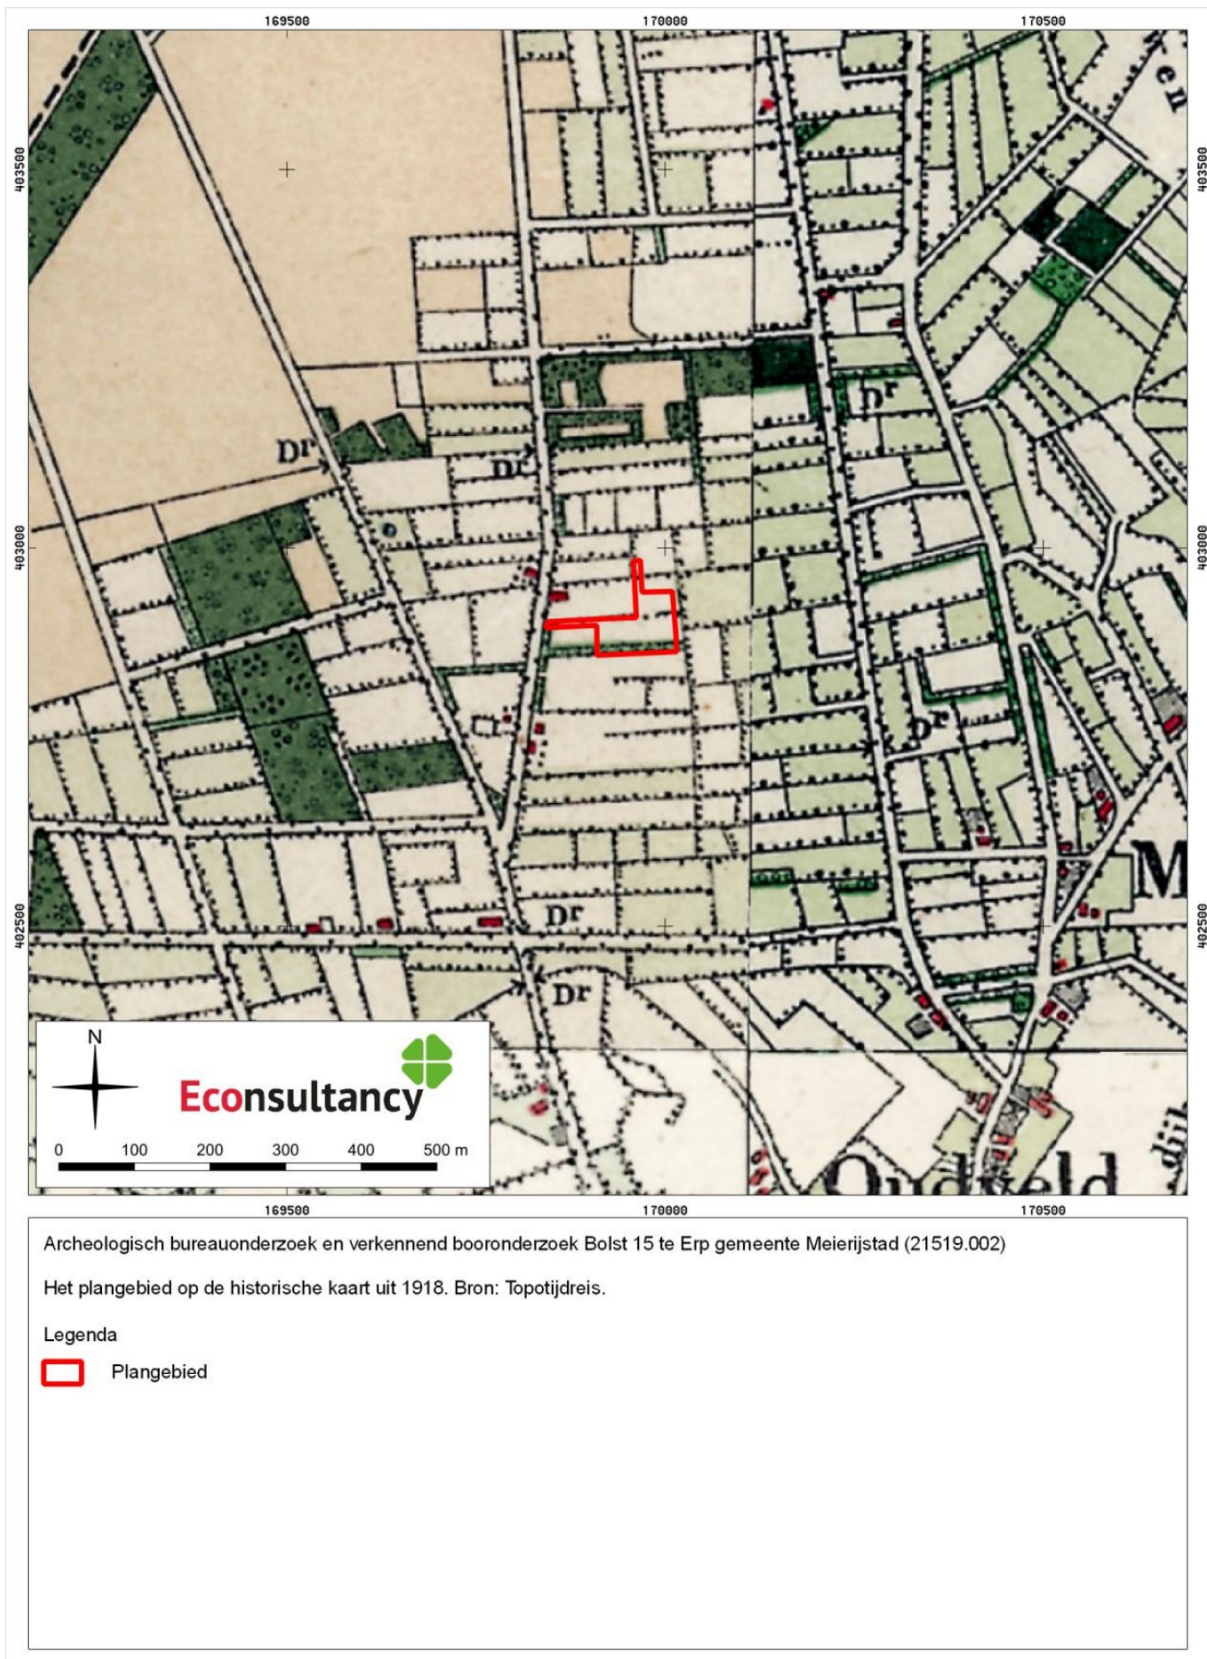 169500 170000 170500
en
403500 403500
Dr
Dr Dr
403000 403000
Dr
M
402500 402500
Dr
Dr
N
Econsultancy
0 100 200 300 400 500 m
Oudveld
dijk
169500 170000 170500
Archeologisch bureauonderzoek en verkennend booronderzoek Bolst 15 te Erp gemeente Meierijstad (21519.002)
Het plangebied op de historische kaart uit 1918. Bron: Topotijdreis.
Legenda
Plangebied